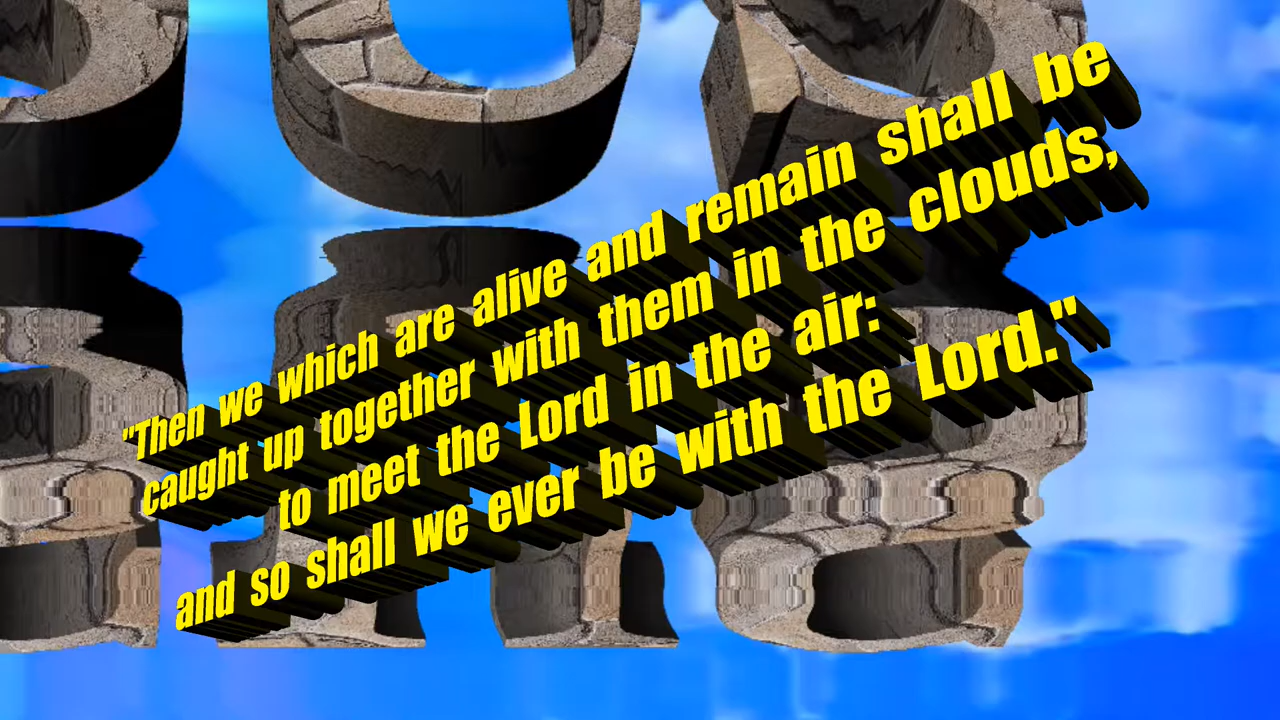 "Then we which are alive and remain shall be
caught up together with them in the clouds,
to meet the Lord in the air:
and so shall we ever be with the Lord."